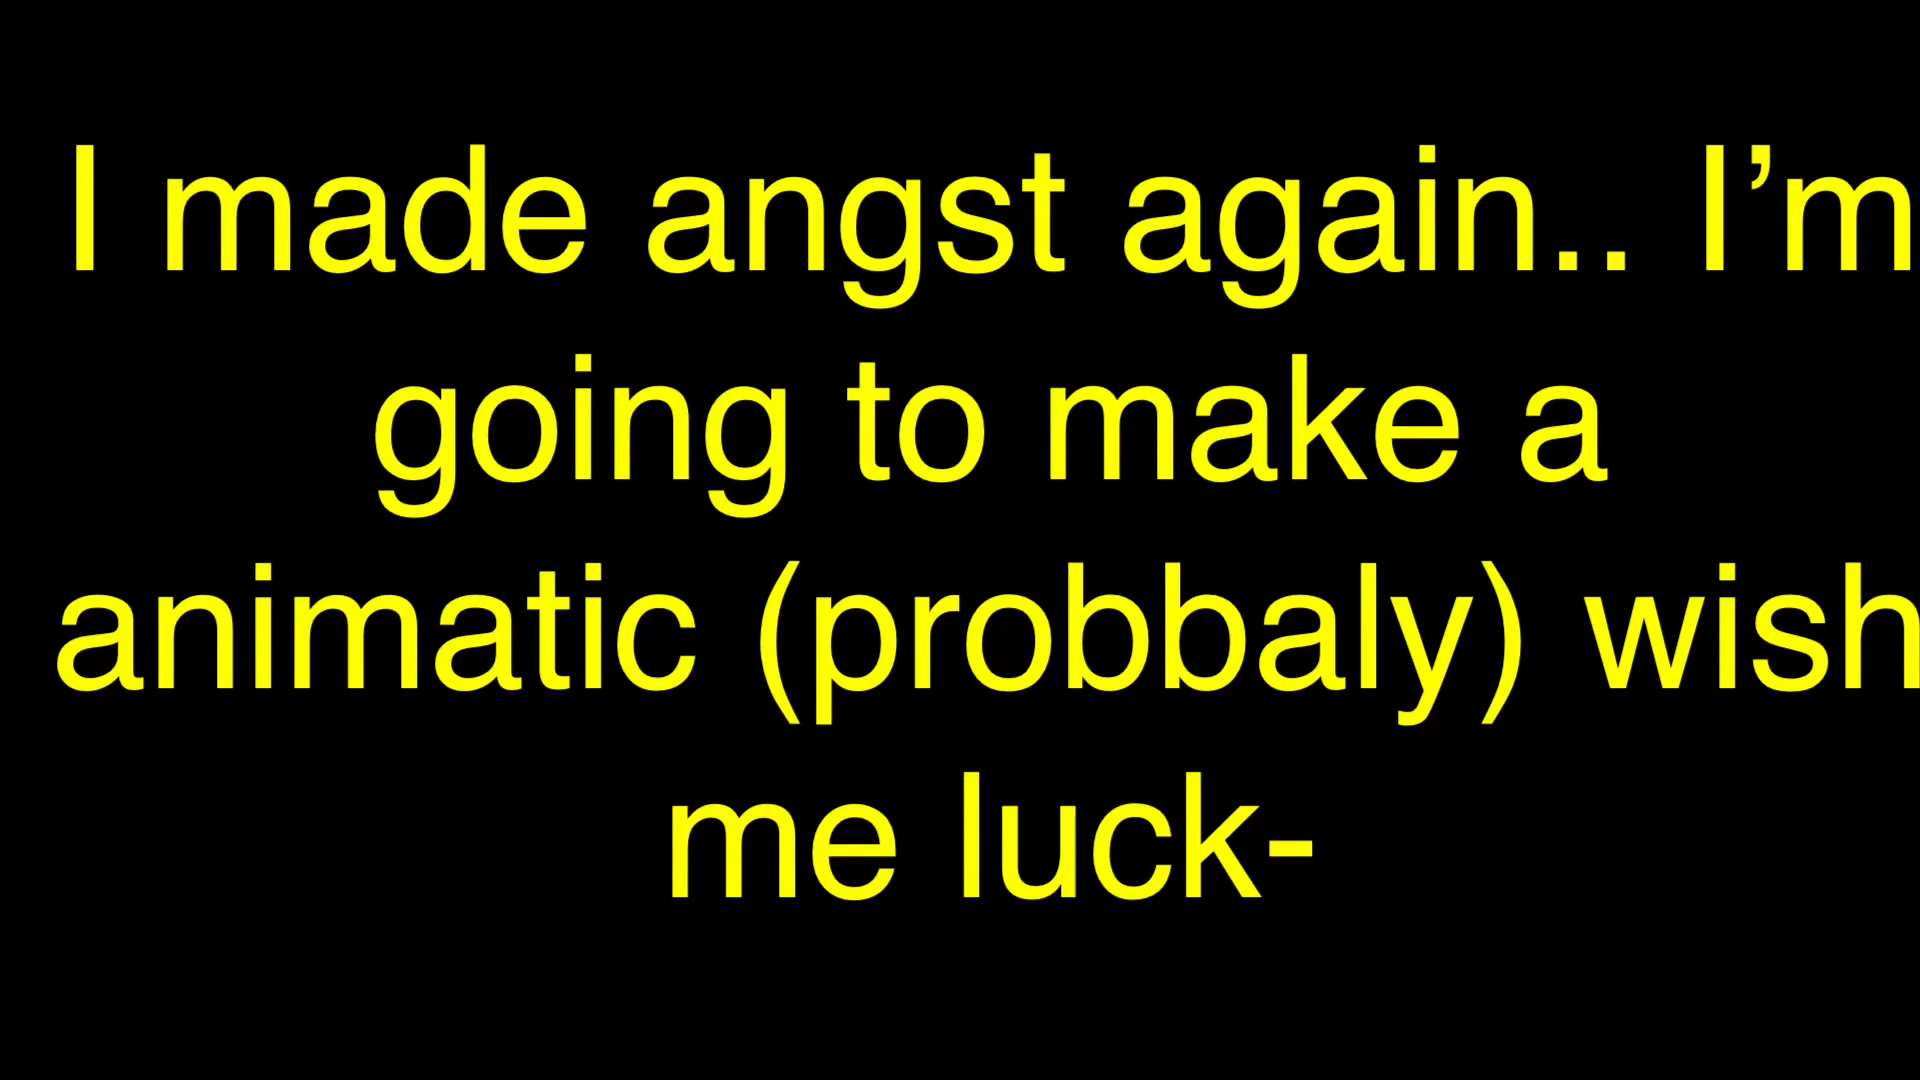 I made angst again.. I’m
going to make a
animatic (probbaly) wish
me luck-